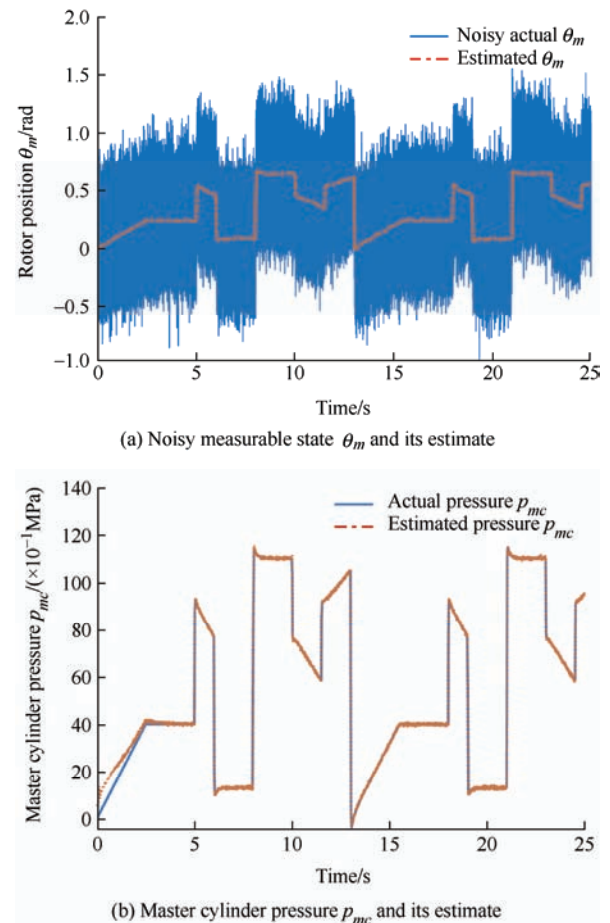 2.0
Noisy actual θm
Estimated θm
1.5
1.0
0.5
0
−0.5
−1.0
Rotor position θm/rad
0 5 10 15 20 25
Time/s
(a) Noisy measurable state θm and its estimate
140
Actual pressure pmc
Estimated pressure pmc
120
100
80
60
40
20
0
Master cylinder pressure pmc/(×10⁻¹MPa)
0 5 10 15 20 25
Time/s
(b) Master cylinder pressure pmc and its estimate